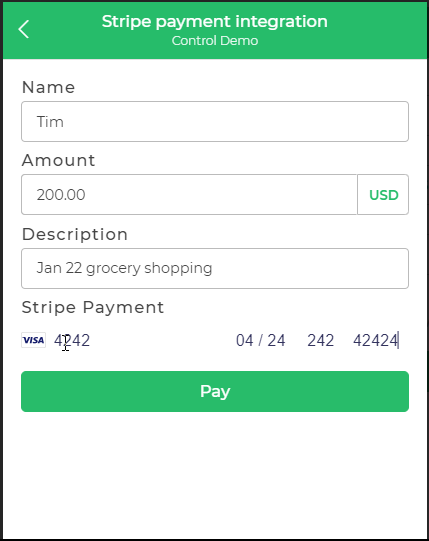 Stripe payment integration
Control Demo
Name
Tim
Amount
200.00 USD
Description
Jan 22 grocery shopping
Stripe Payment
VISA 4242 04 / 24 242 42424
Pay